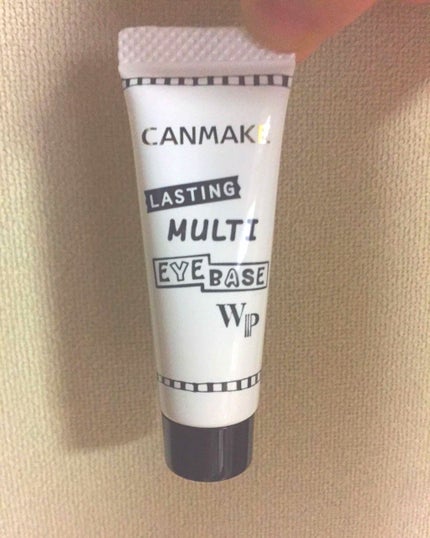 CANMAKE
LASTING
MULTI
EYE BASE
WP